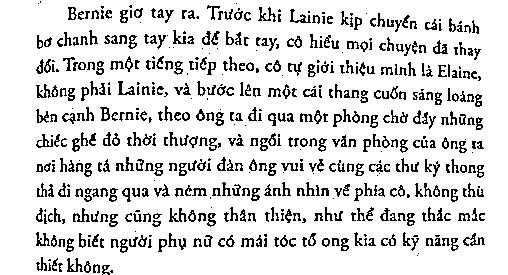 Bernie giơ tay ra. Trước khi Lainie kịp chuyển cái bánh
bơ chanh sang tay kia để bắt tay, cô hiểu mọi chuyện đã thay
đổi. Trong một tiếng tiếp theo, cô tự giới thiệu mình là Elaine,
không phải Lainie, và bước lên một cái thang cuốn sáng loáng
bên cạnh Bernie, theo ông ta đi qua một phòng chờ đầy những
chiếc ghế đỏ thời thượng, và ngồi trong văn phòng của ông ta
nơi hàng tá những người đàn ông vui vẻ cùng các thư ký thong
thả đi ngang qua và ném những ánh nhìn về phía cô, không thù
địch, nhưng cũng không thân thiện, như thể đang thắc mắc
không biết người phụ nữ có mái tóc tổ ong kia có kỹ năng cần
thiết không.